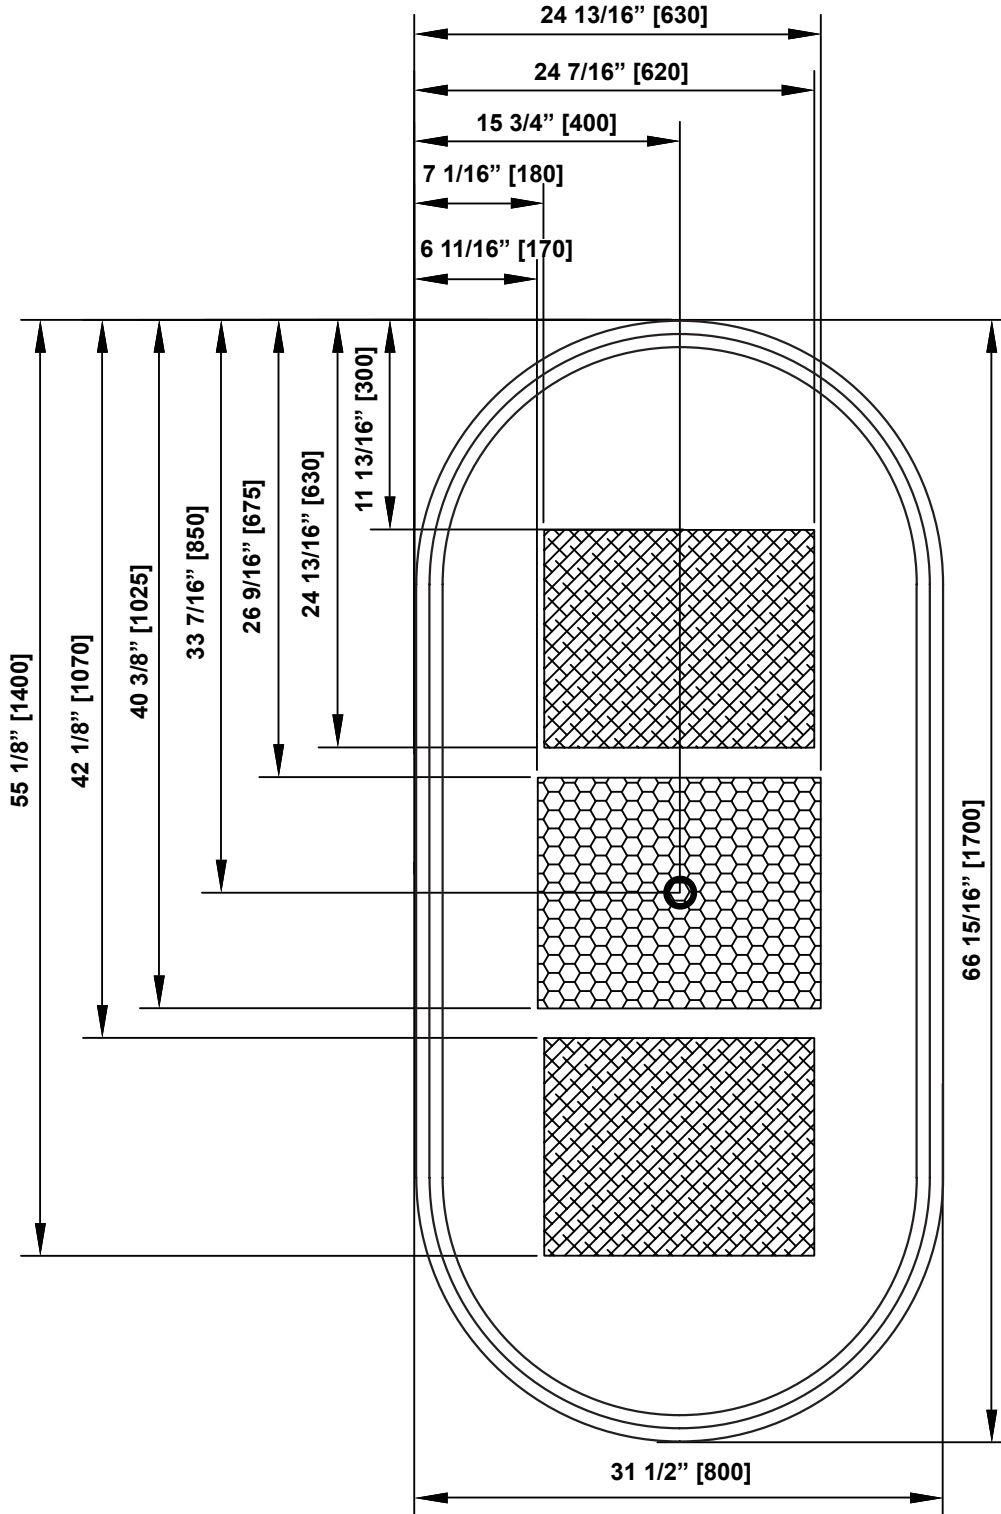 24 13/16” [630]
24 7/16” [620]
15 3/4” [400]
7 1/16” [180]
6 11/16” [170]
11 13/16” [300]
24 13/16” [630]
26 9/16” [675]
33 7/16” [850]
40 3/8” [1025]
42 1/8” [1070]
55 1/8” [1400]
66 15/16” [1700]
31 1/2” [800]